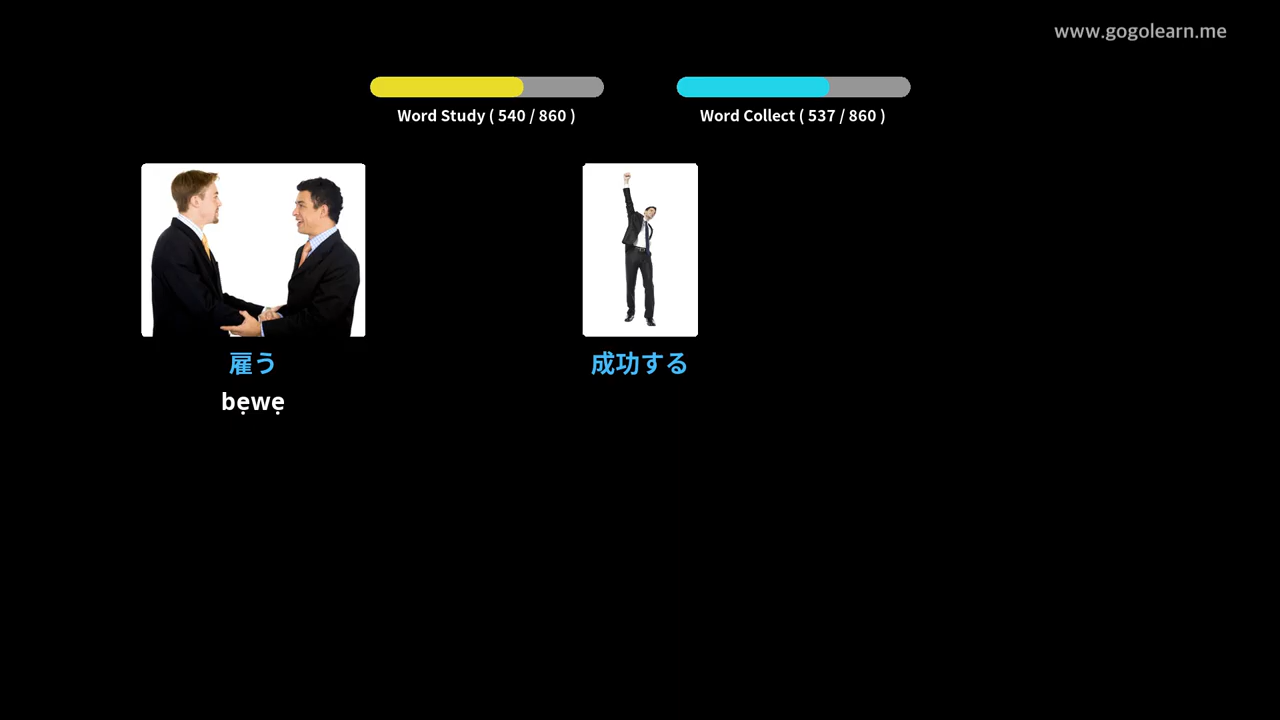 www.gogolearn.me
Word Study ( 540 / 860 )
Word Collect ( 537 / 860 )
雇う
成功する
bẹwẹ